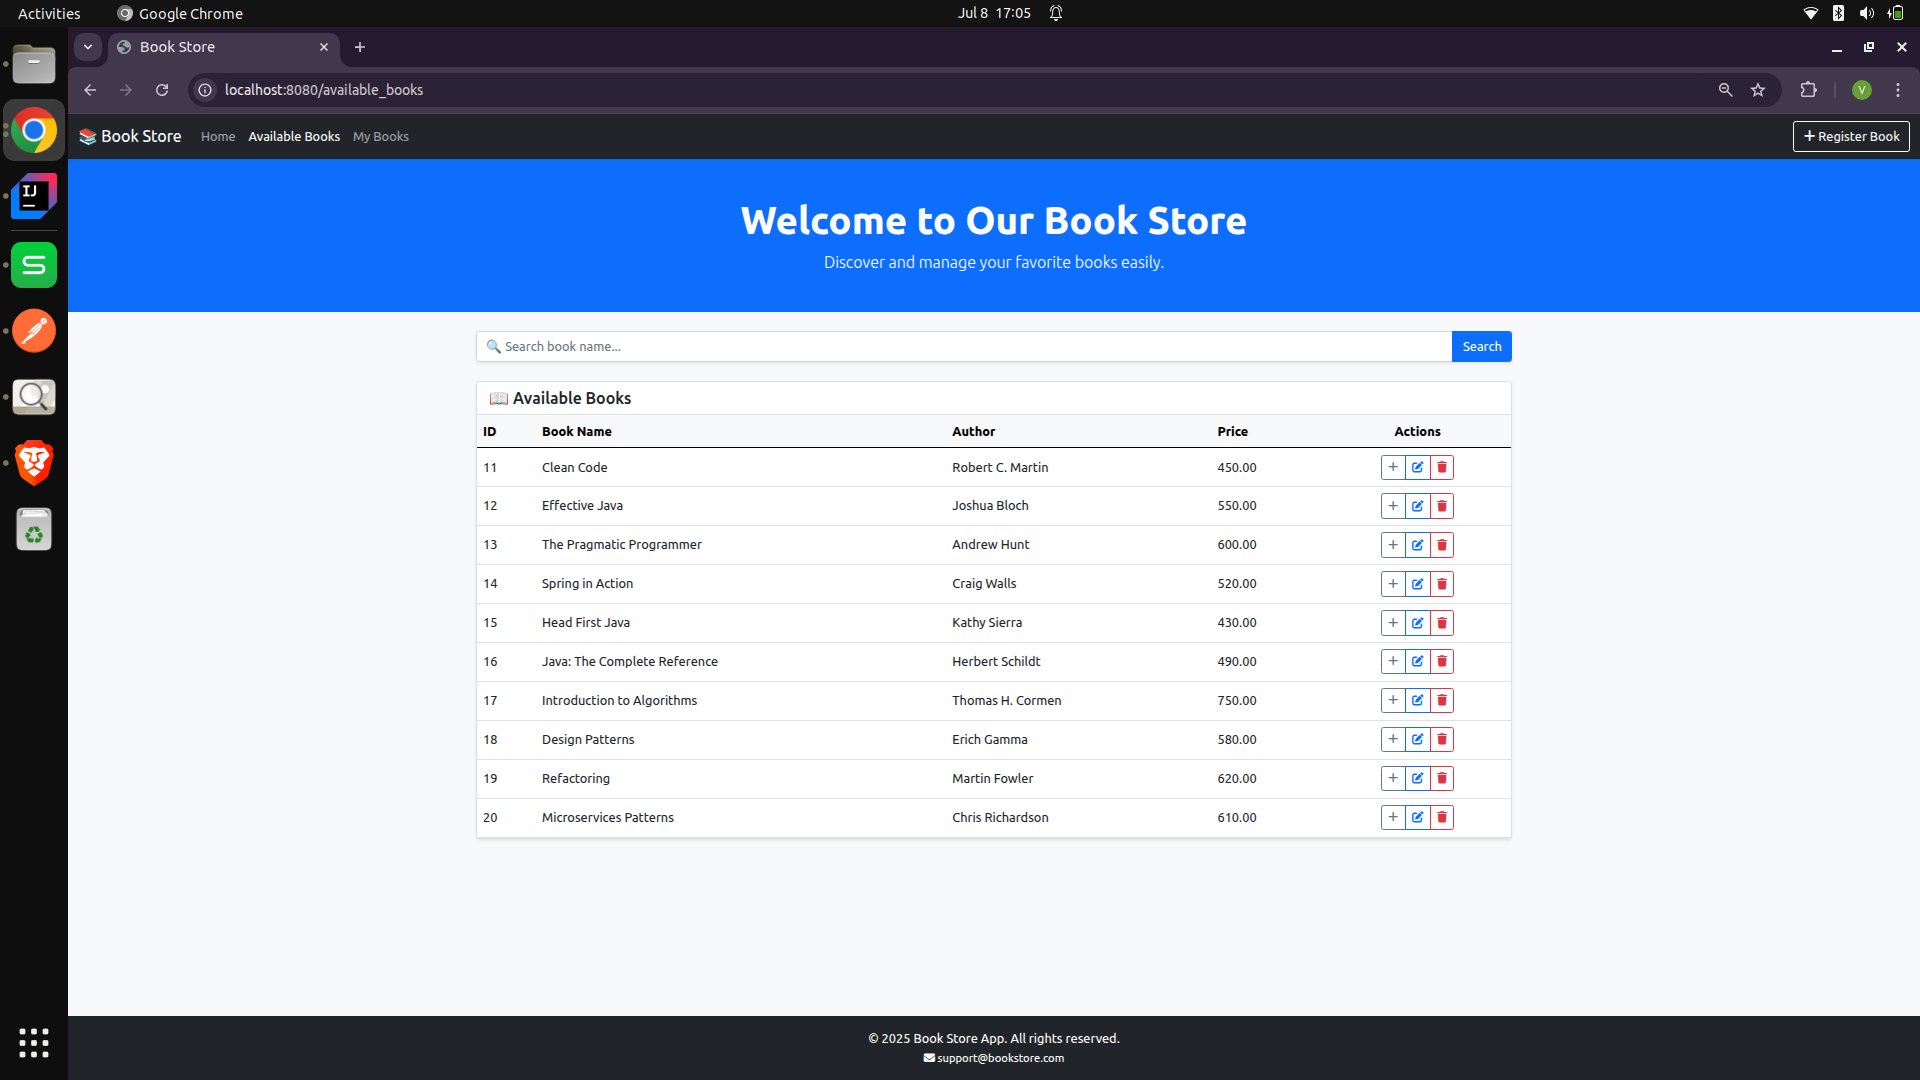 Activities Google Chrome Jul 8 17:05
Book Store
localhost:8080/available_books V
📚 Book Store Home Available Books My Books + Register Book
Welcome to Our Book Store
Discover and manage your favorite books easily.
🔍 Search book name... Search
📖 Available Books
ID Book Name Author Price Actions
11 Clean Code Robert C. Martin 450.00
12 Effective Java Joshua Bloch 550.00
13 The Pragmatic Programmer Andrew Hunt 600.00
14 Spring in Action Craig Walls 520.00
15 Head First Java Kathy Sierra 430.00
16 Java: The Complete Reference Herbert Schildt 490.00
17 Introduction to Algorithms Thomas H. Cormen 750.00
18 Design Patterns Erich Gamma 580.00
19 Refactoring Martin Fowler 620.00
20 Microservices Patterns Chris Richardson 610.00
© 2025 Book Store App. All rights reserved.
support@bookstore.com
IJ